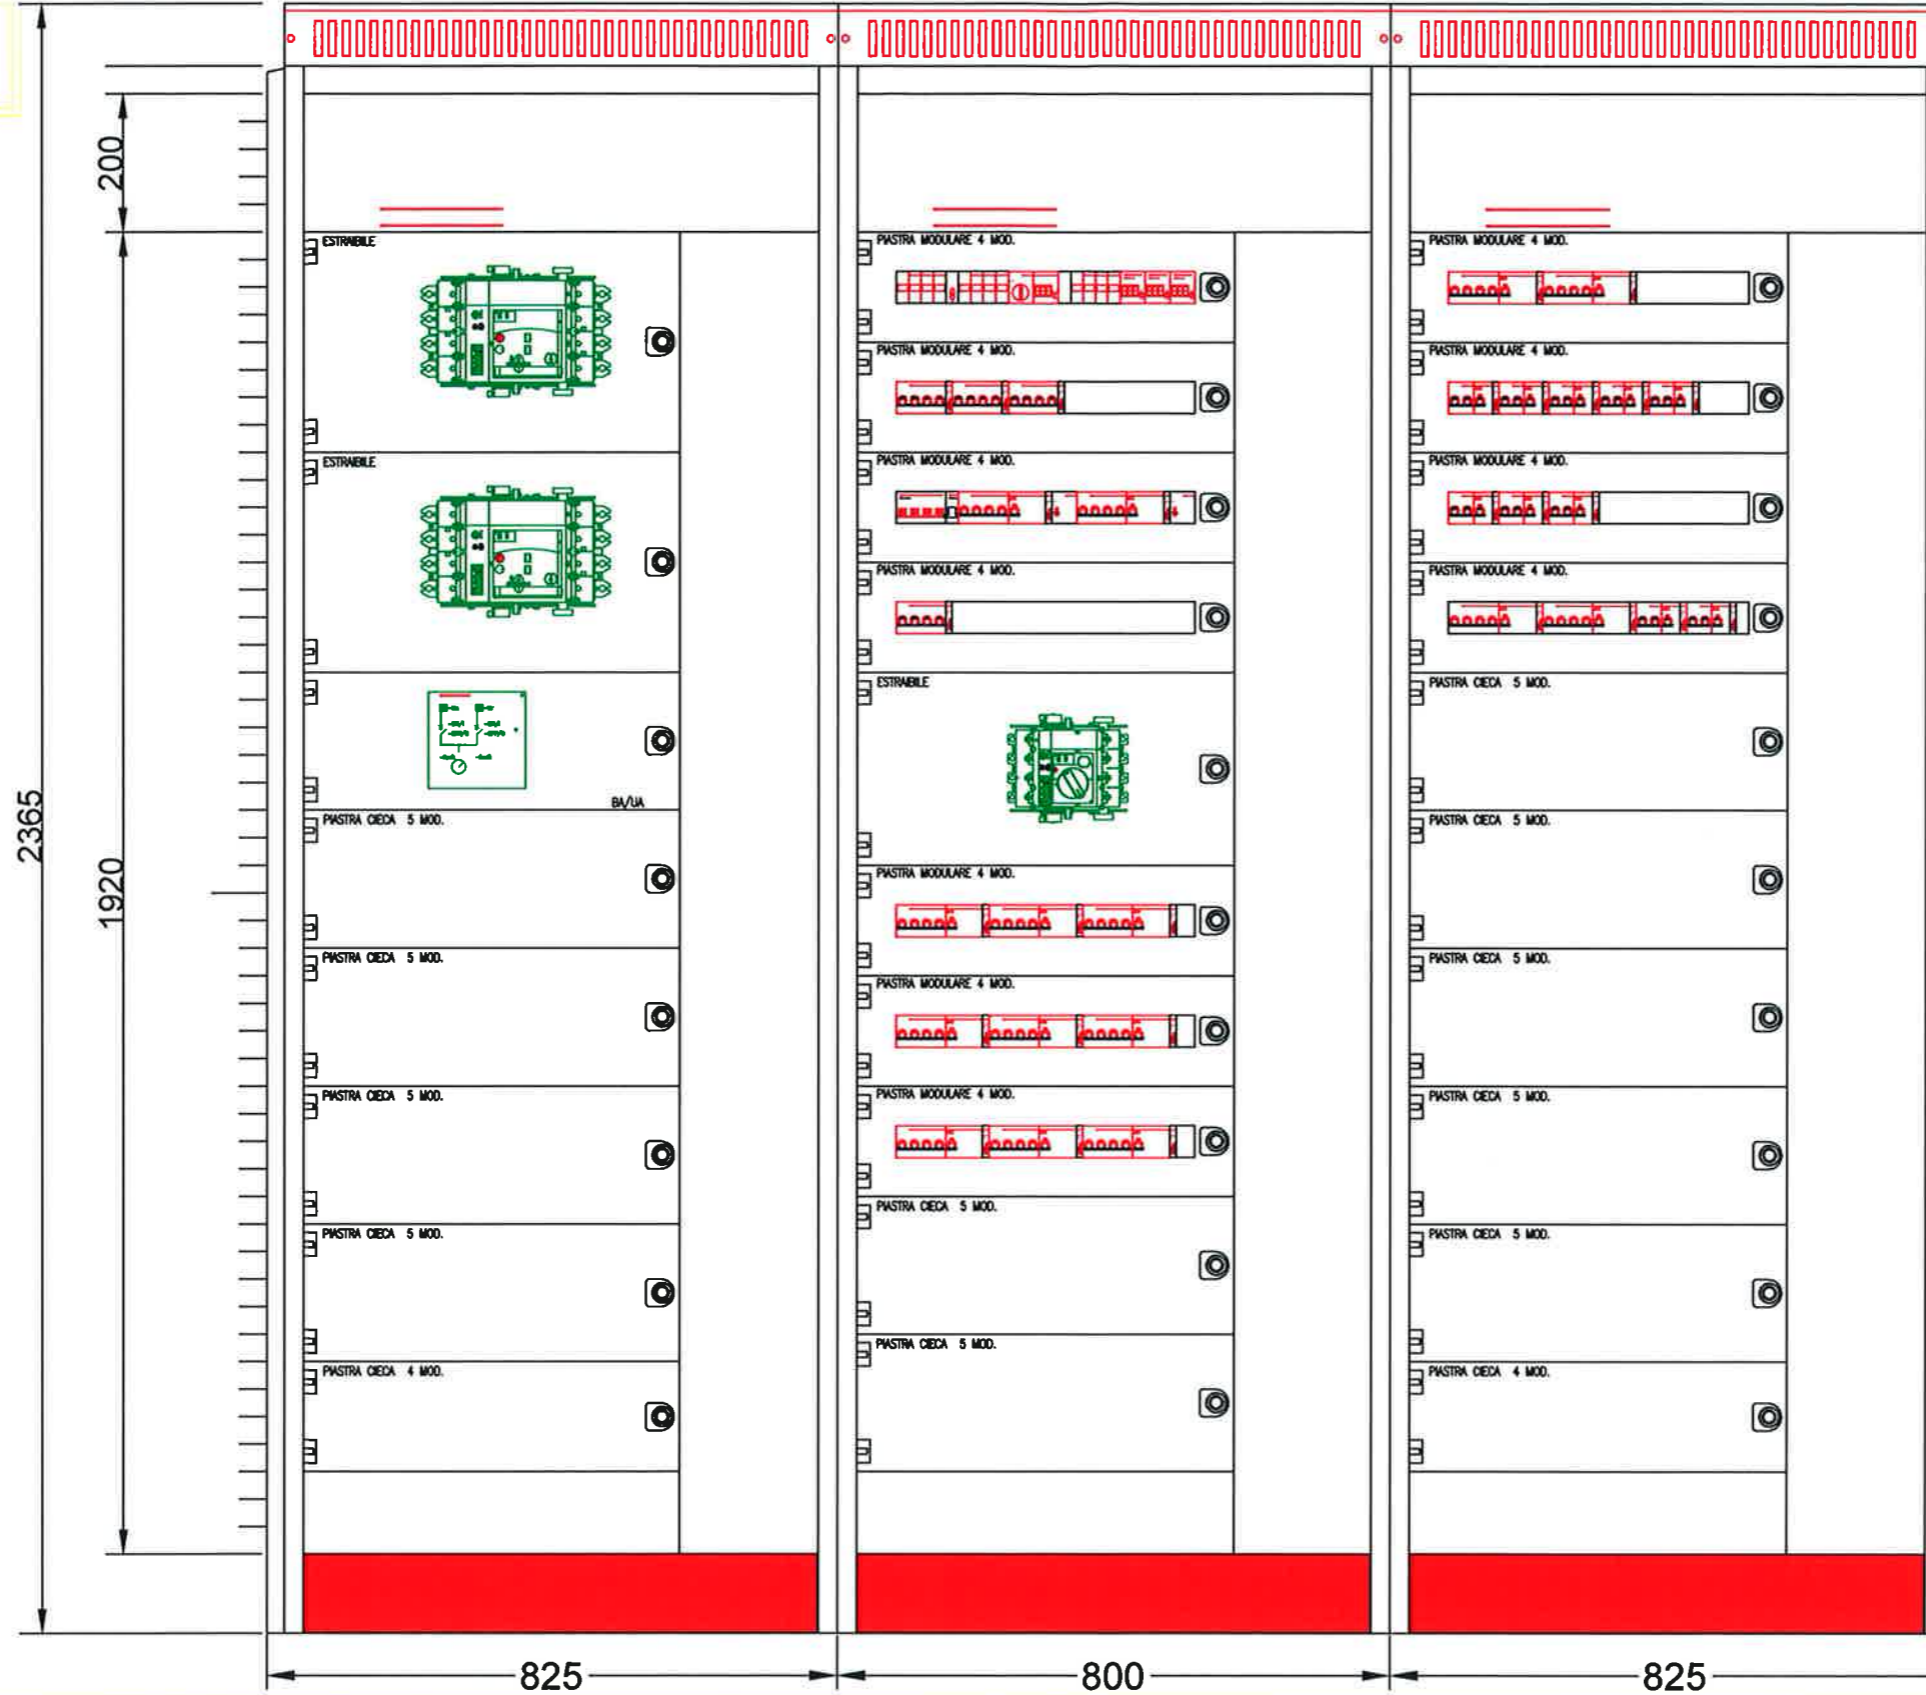 200
1920
2365
ESTRAIBILE
ESTRAIBILE
BA/UA
PIASTRA CIECA 5 MOD.
PIASTRA CIECA 5 MOD.
PIASTRA CIECA 5 MOD.
PIASTRA CIECA 5 MOD.
PIASTRA CIECA 4 MOD.
PIASTRA MODULARE 4 MOD.
PIASTRA MODULARE 4 MOD.
PIASTRA MODULARE 4 MOD.
PIASTRA MODULARE 4 MOD.
ESTRAIBILE
PIASTRA MODULARE 4 MOD.
PIASTRA MODULARE 4 MOD.
PIASTRA MODULARE 4 MOD.
PIASTRA CIECA 5 MOD.
PIASTRA CIECA 5 MOD.
PIASTRA MODULARE 4 MOD.
PIASTRA MODULARE 4 MOD.
PIASTRA MODULARE 4 MOD.
PIASTRA MODULARE 4 MOD.
PIASTRA CIECA 5 MOD.
PIASTRA CIECA 5 MOD.
PIASTRA CIECA 5 MOD.
PIASTRA CIECA 5 MOD.
PIASTRA CIECA 5 MOD.
PIASTRA CIECA 4 MOD.
825
800
825